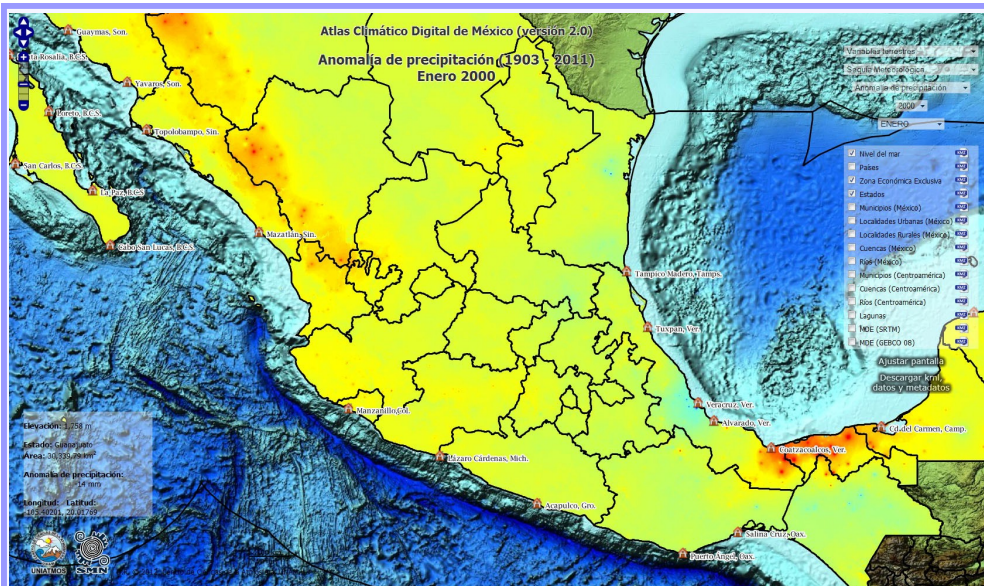 Atlas Climático Digital de México (versión 2.0)
Anomalía de precipitación (1903 - 2011)
Enero 2000
Guaymas, Son.
Rosalia, B.C.S.
Yavaros, Son.
Loreto, B.C.S.
Topolobampo, Sin.
San Carlos, B.C.S.
La Paz, B.C.S.
Mazatlán, Sin.
Cabo San Lucas, B.C.S.
Tampico Madero, Tamps.
Tuxpan, Ver.
Manzanillo, Col.
Veracruz, Ver.
Alvarado, Ver.
Cd. del Carmen, Camp.
Coatzacoalcos, Ver.
Lázaro Cárdenas, Mich.
Acapulco, Gro.
Salina Cruz, Oax.
Puerto Ángel, Oax.
Variables terrestres
Sequía Meteorológica
Anomalía de precipitación
2000
ENERO
Nivel del mar
Países
Zona Económica Exclusiva
Estados
Municipios (México)
Localidades Urbanas (México)
Localidades Rurales (México)
Cuencas (México)
Ríos (México)
Municipios (Centroamérica)
Cuencas (Centroamérica)
Ríos (Centroamérica)
Lagunas
MDE (SRTM)
MDE (GEBCO 08)
Ajustar pantalla
Descargar kml,
datos y metadatos
Elevación: 1,758 m
Estado: Guanajuato
Área: 30,339.79 km²
Anomalía de precipitación:
-14 mm
Longitud: Latitud:
-105.40201, 20.01769
UNIATMOS
SMN